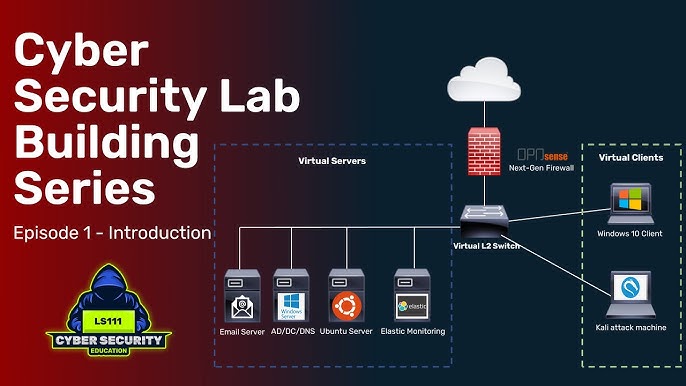 Cyber
Security Lab
Building
Series
Episode 1 - Introduction
LS111
CYBER SECURITY
EDUCATION
Virtual Servers
OPNsense
Next-Gen Firewall
Virtual Clients
Virtual L2 Switch
Windows 10 Client
Kali attack machine
Windows Server
elastic
Email Server
AD/DC/DNS
Ubuntu Server
Elastic Monitoring